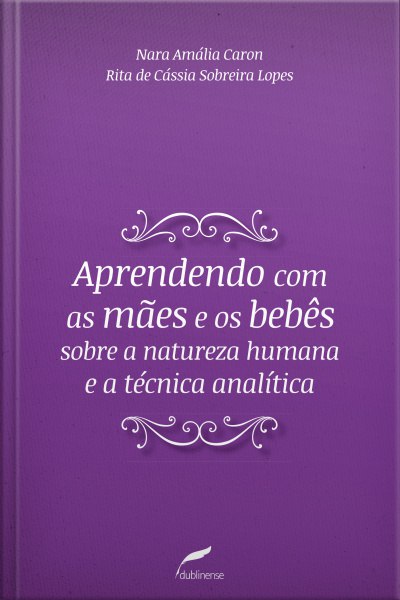 Nara Amália Caron
Rita de Cássia Sobreira Lopes
Aprendendo com
as mães e os bebês
sobre a natureza humana
e a técnica analítica
dublinense